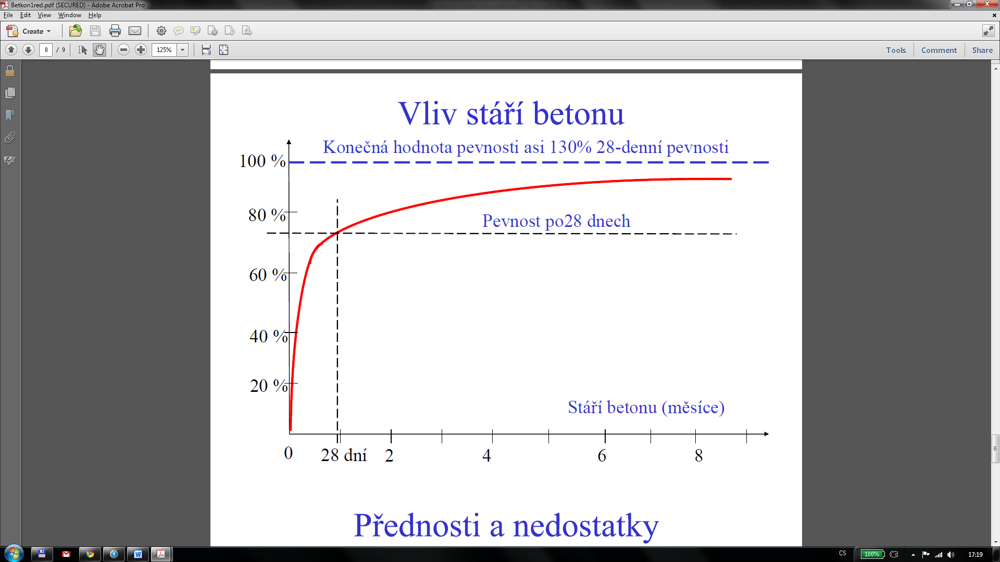 Betkon1red.pdf (SECURED) - Adobe Acrobat Pro
File Edit View Window Help
Create
8 / 9 125% Tools Comment Share
Vliv stáří betonu
Konečná hodnota pevnosti asi 130% 28-denní pevnosti
100 %
80 %
Pevnost po28 dnech
60 %
40 %
20 %
Stáří betonu (měsíce)
0 28 dní 2 4 6 8
Přednosti a nedostatky
CS 100% 17:19